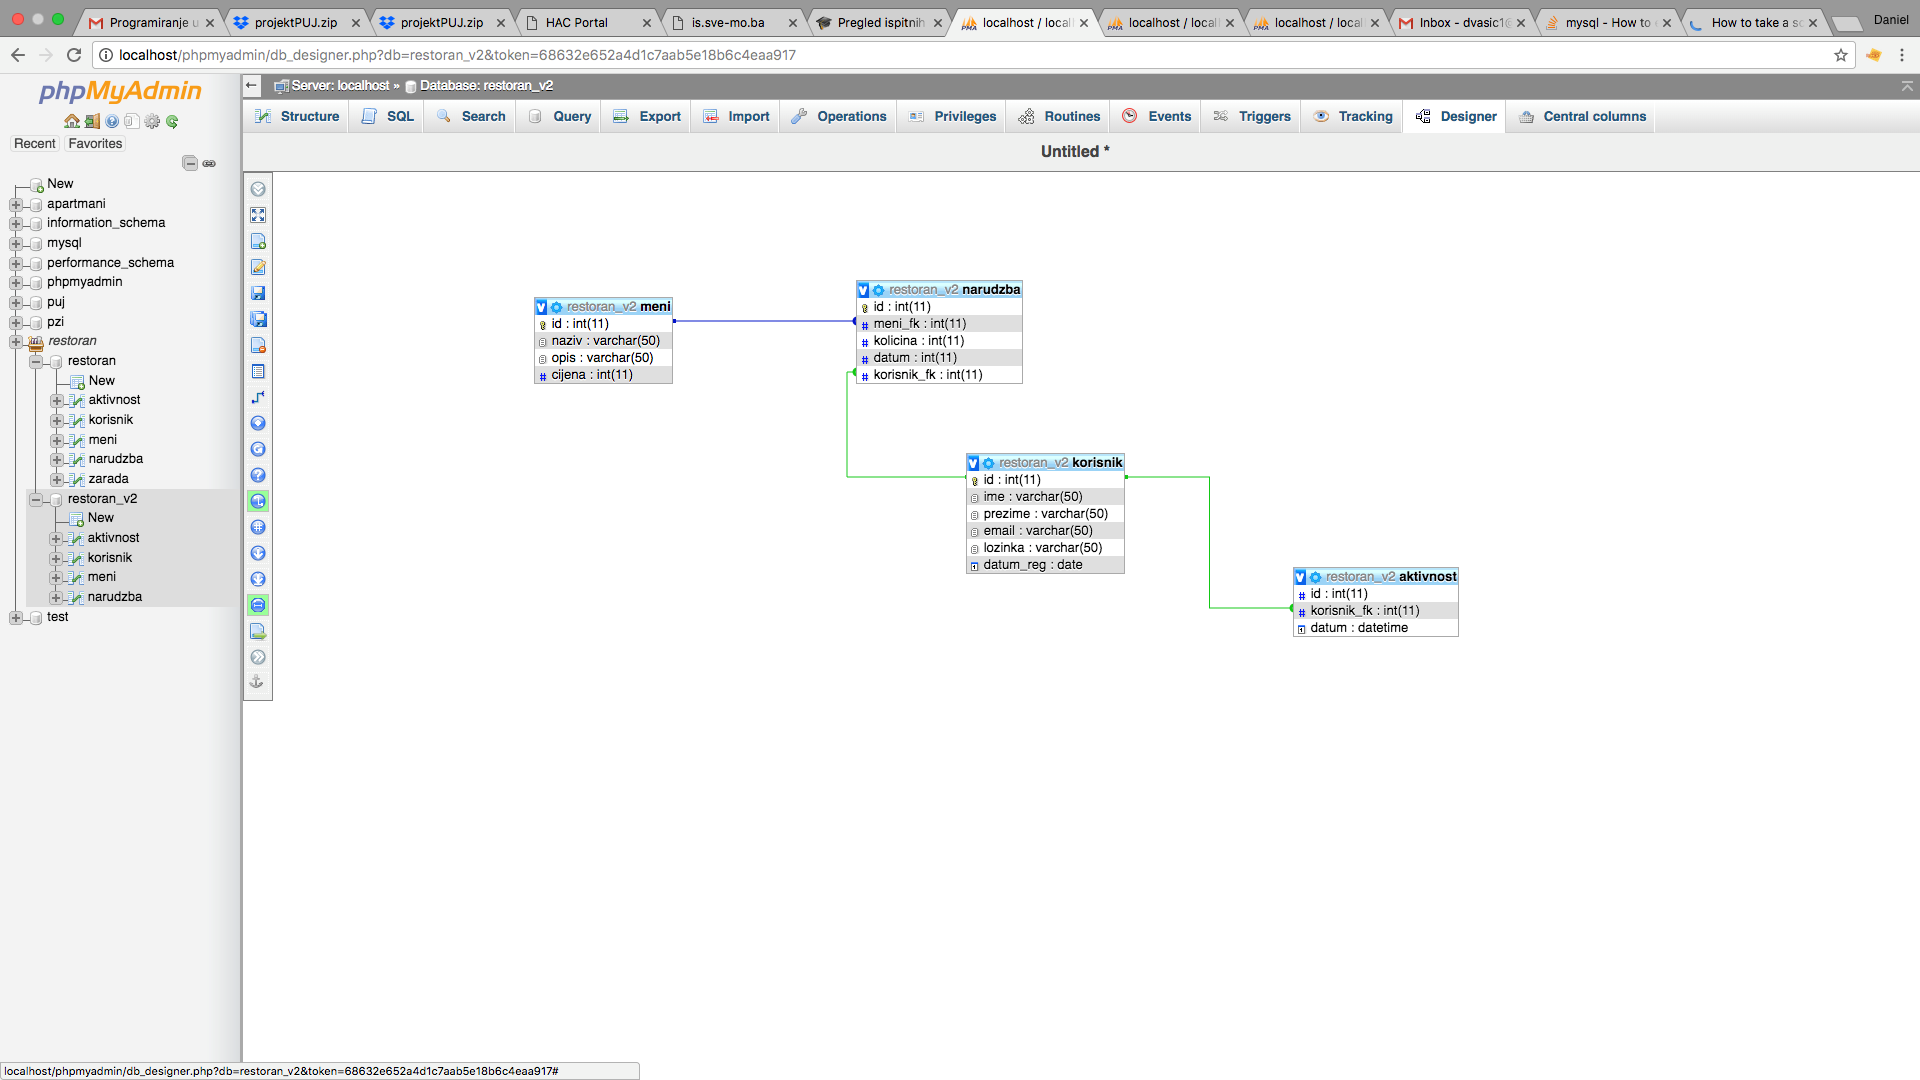 Programiranje u
projektPUJ.zip
projektPUJ.zip
HAC Portal
is.sve-mo.ba
Pregled ispitnih
localhost / local
localhost / local
localhost / local
Inbox - dvasic1@
mysql - How to e
How to take a sc
Daniel
localhost/phpmyadmin/db_designer.php?db=restoran_v2&token=68632e652a4d1c7aab5e18b6c4eaa917
phpMyAdmin
Recent Favorites
New
apartmani
information_schema
mysql
performance_schema
phpmyadmin
puj
pzi
restoran
restoran
New
aktivnost
korisnik
meni
narudzba
zarada
restoran_v2
New
aktivnost
korisnik
meni
narudzba
test
Server: localhost » Database: restoran_v2
Structure SQL Search Query Export Import Operations Privileges Routines Events Triggers Tracking Designer Central columns
Untitled *
restoran_v2 meni
id : int(11)
naziv : varchar(50)
opis : varchar(50)
cijena : int(11)
restoran_v2 narudzba
id : int(11)
meni_fk : int(11)
kolicina : int(11)
datum : int(11)
korisnik_fk : int(11)
restoran_v2 korisnik
id : int(11)
ime : varchar(50)
prezime : varchar(50)
email : varchar(50)
lozinka : varchar(50)
datum_reg : date
restoran_v2 aktivnost
id : int(11)
korisnik_fk : int(11)
datum : datetime
localhost/phpmyadmin/db_designer.php?db=restoran_v2&token=68632e652a4d1c7aab5e18b6c4eaa917#